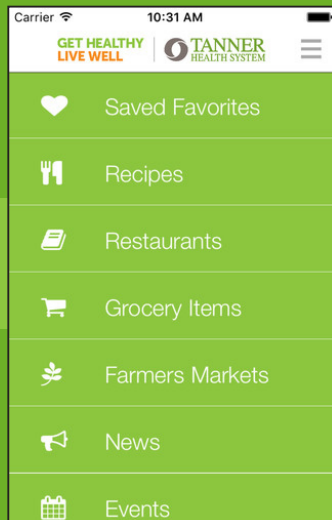 Carrier 10:31 AM
GET HEALTHY
LIVE WELL
TANNER
HEALTH SYSTEM
Saved Favorites
Recipes
Restaurants
Grocery Items
Farmers Markets
News
Events